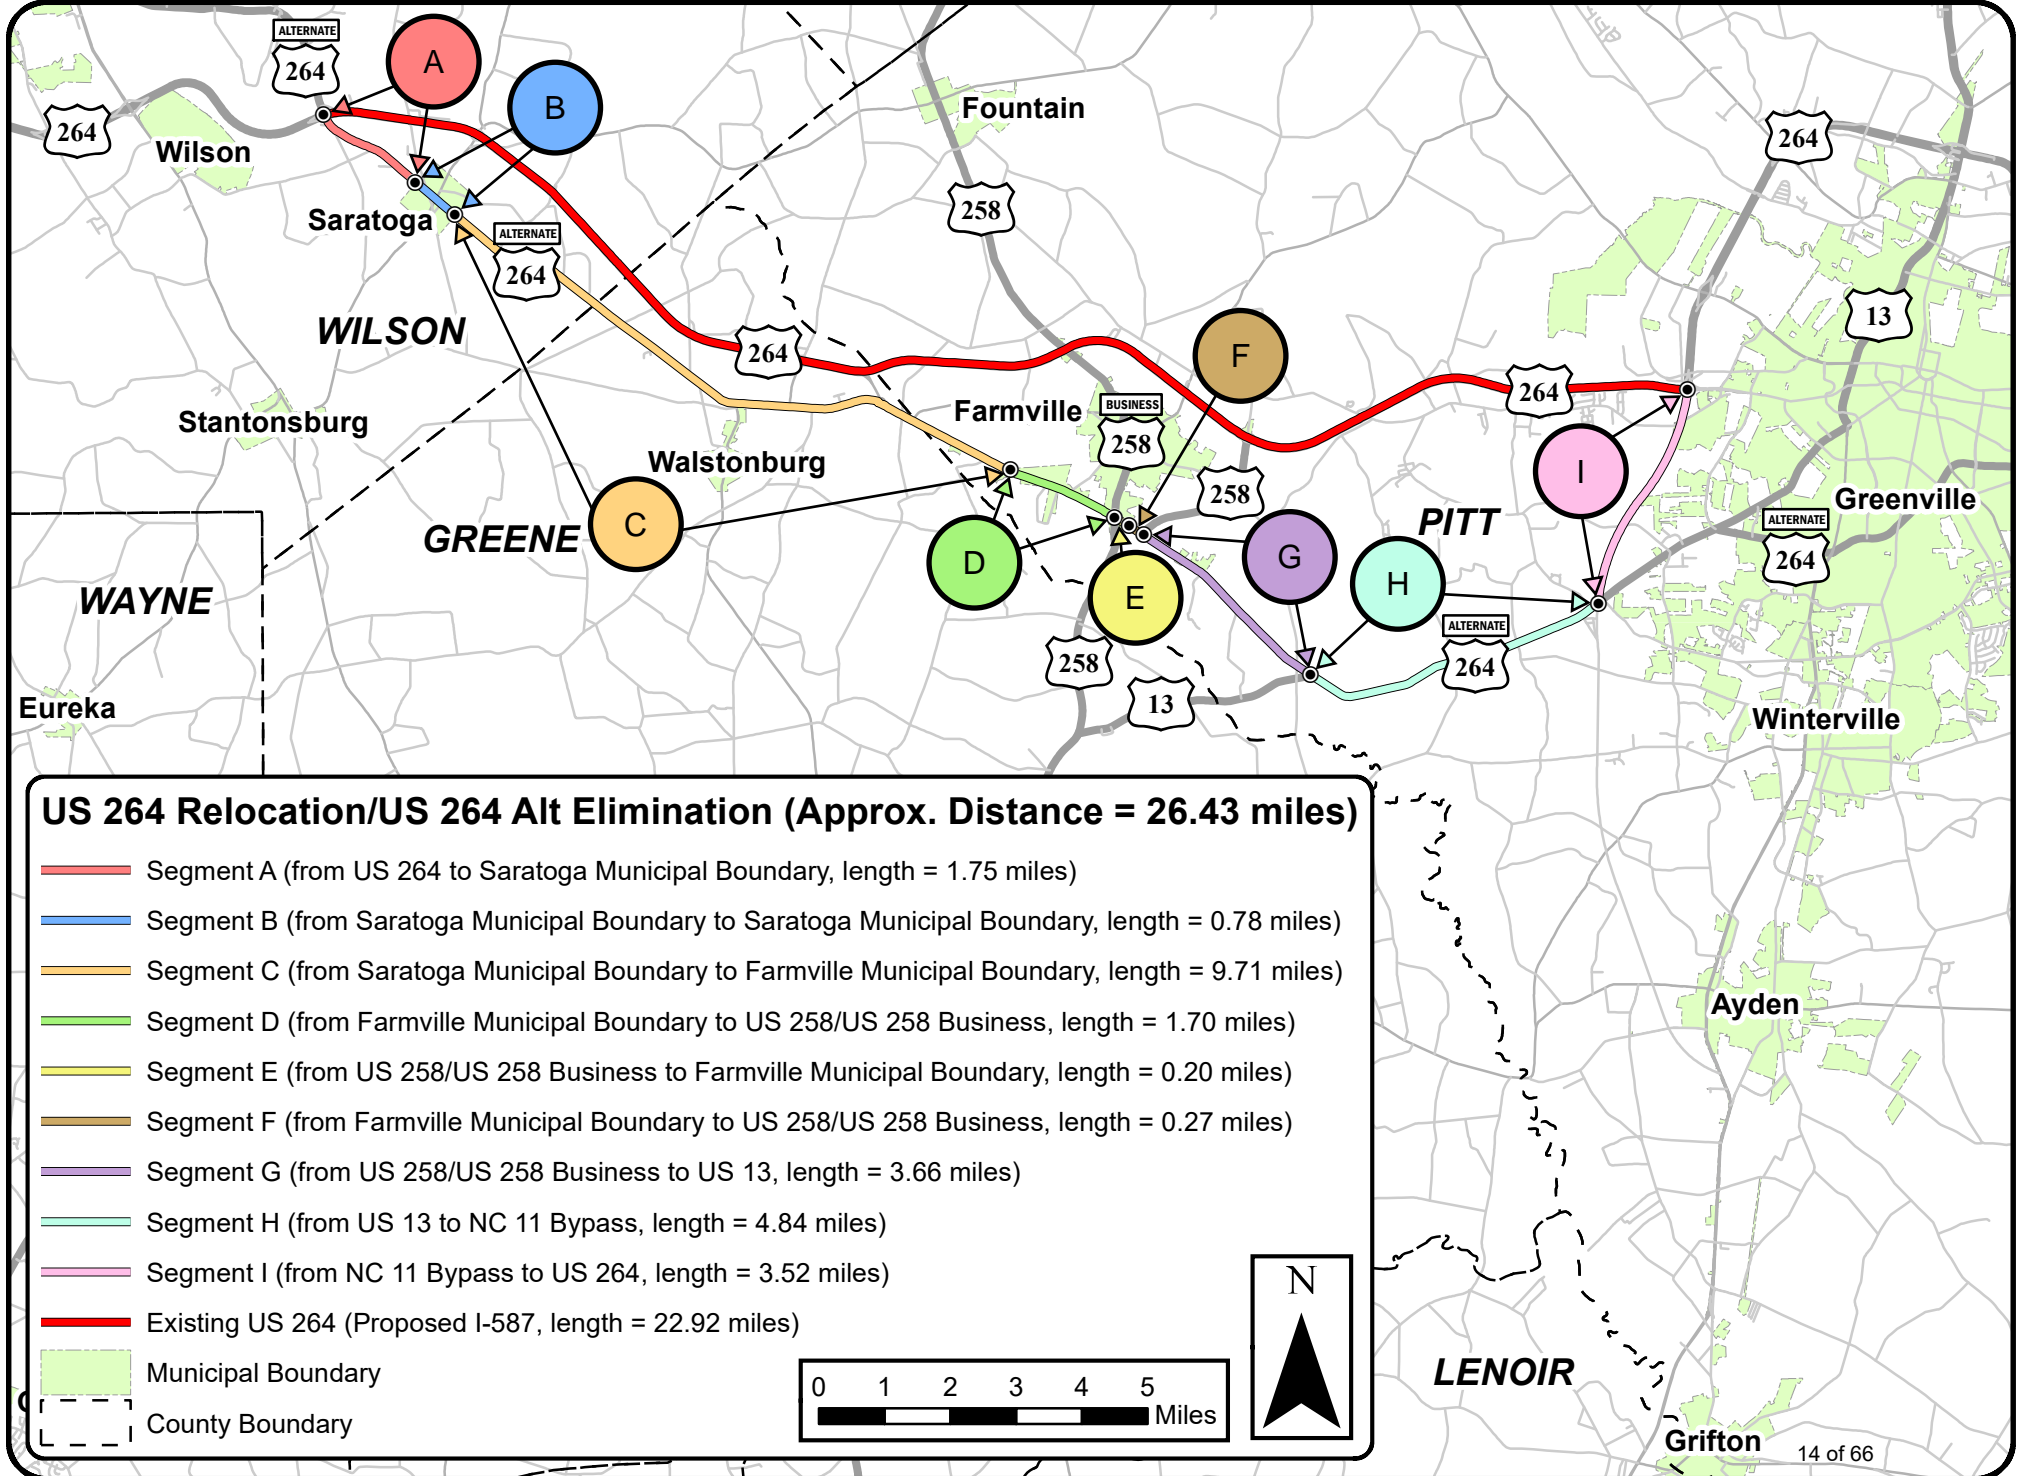 ALTERNATE
264
A
B
264
Wilson
Fountain
264
Saratoga
258
ALTERNATE
264
WILSON
13
264
F
264
Farmville
BUSINESS
258
Stantonsburg
Walstonburg
I
258
Greenville
GREENE
C
PITT
ALTERNATE
264
D
G
H
E
WAYNE
ALTERNATE
264
258
13
Eureka
Winterville
US 264 Relocation/US 264 Alt Elimination (Approx. Distance = 26.43 miles)
Segment A (from US 264 to Saratoga Municipal Boundary, length = 1.75 miles)
Segment B (from Saratoga Municipal Boundary to Saratoga Municipal Boundary, length = 0.78 miles)
Segment C (from Saratoga Municipal Boundary to Farmville Municipal Boundary, length = 9.71 miles)
Segment D (from Farmville Municipal Boundary to US 258/US 258 Business, length = 1.70 miles)
Segment E (from US 258/US 258 Business to Farmville Municipal Boundary, length = 0.20 miles)
Segment F (from Farmville Municipal Boundary to US 258/US 258 Business, length = 0.27 miles)
Segment G (from US 258/US 258 Business to US 13, length = 3.66 miles)
Segment H (from US 13 to NC 11 Bypass, length = 4.84 miles)
Segment I (from NC 11 Bypass to US 264, length = 3.52 miles)
Existing US 264 (Proposed I-587, length = 22.92 miles)
Municipal Boundary
County Boundary
0 1 2 3 4 5
Miles
N
Ayden
LENOIR
Grifton
14 of 66